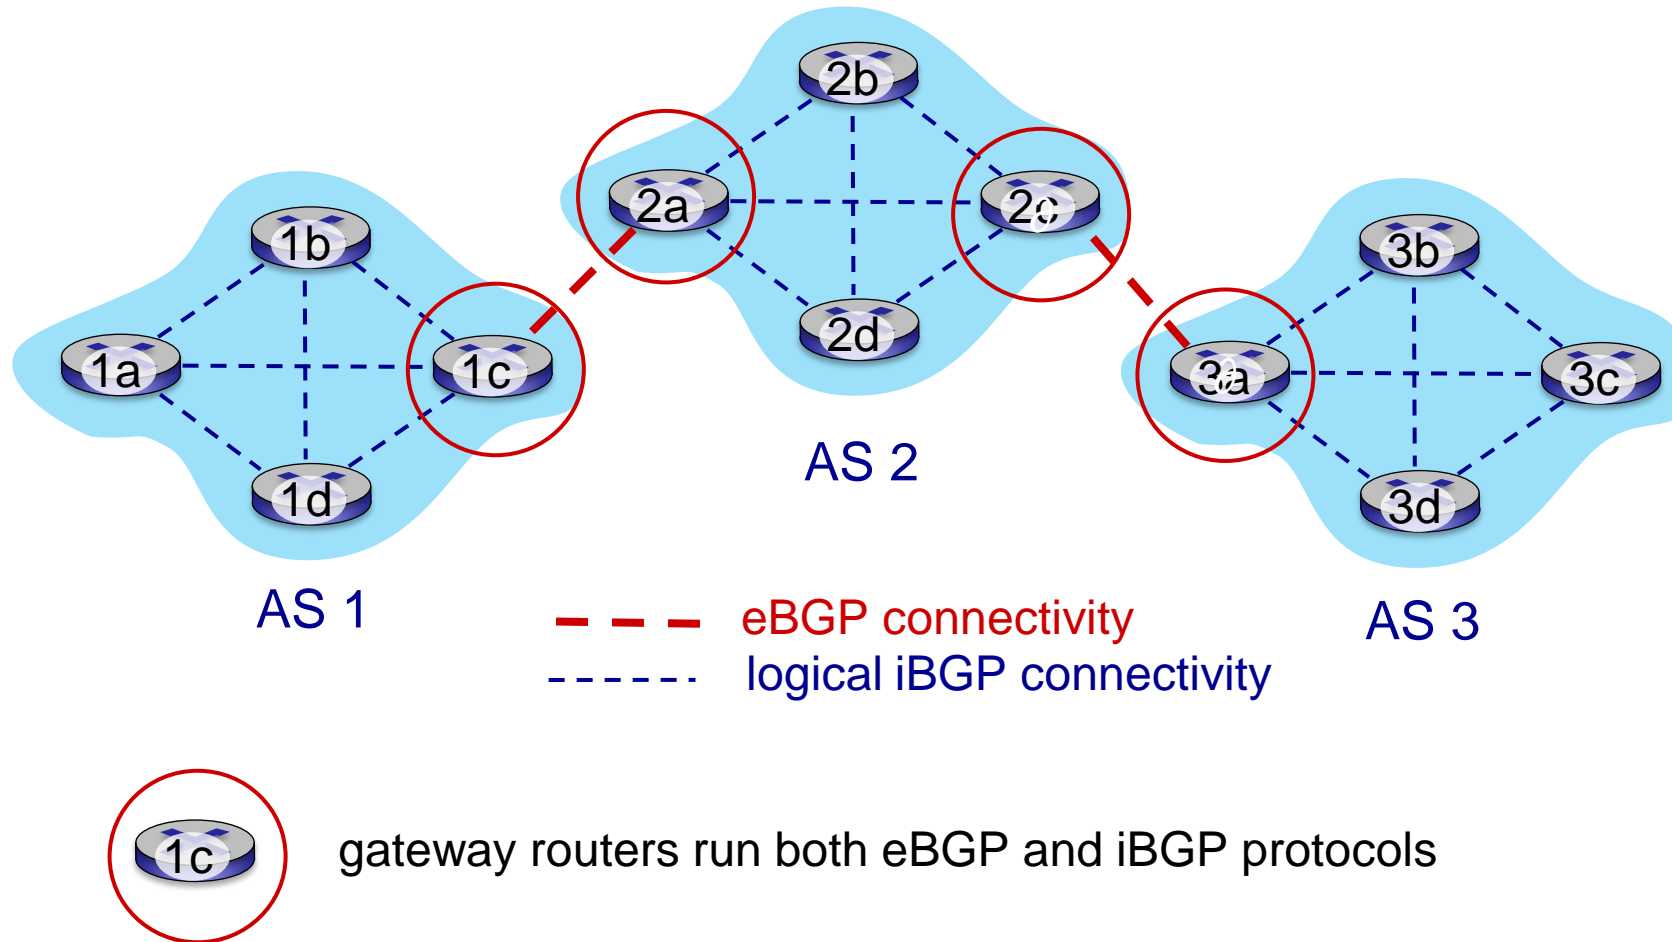 2b
2a
2c
1b
3b
2d
1a
1c
3a
3c
AS 2
1d
3d
AS 1
eBGP connectivity
AS 3
logical iBGP connectivity
1c
gateway routers run both eBGP and iBGP protocols